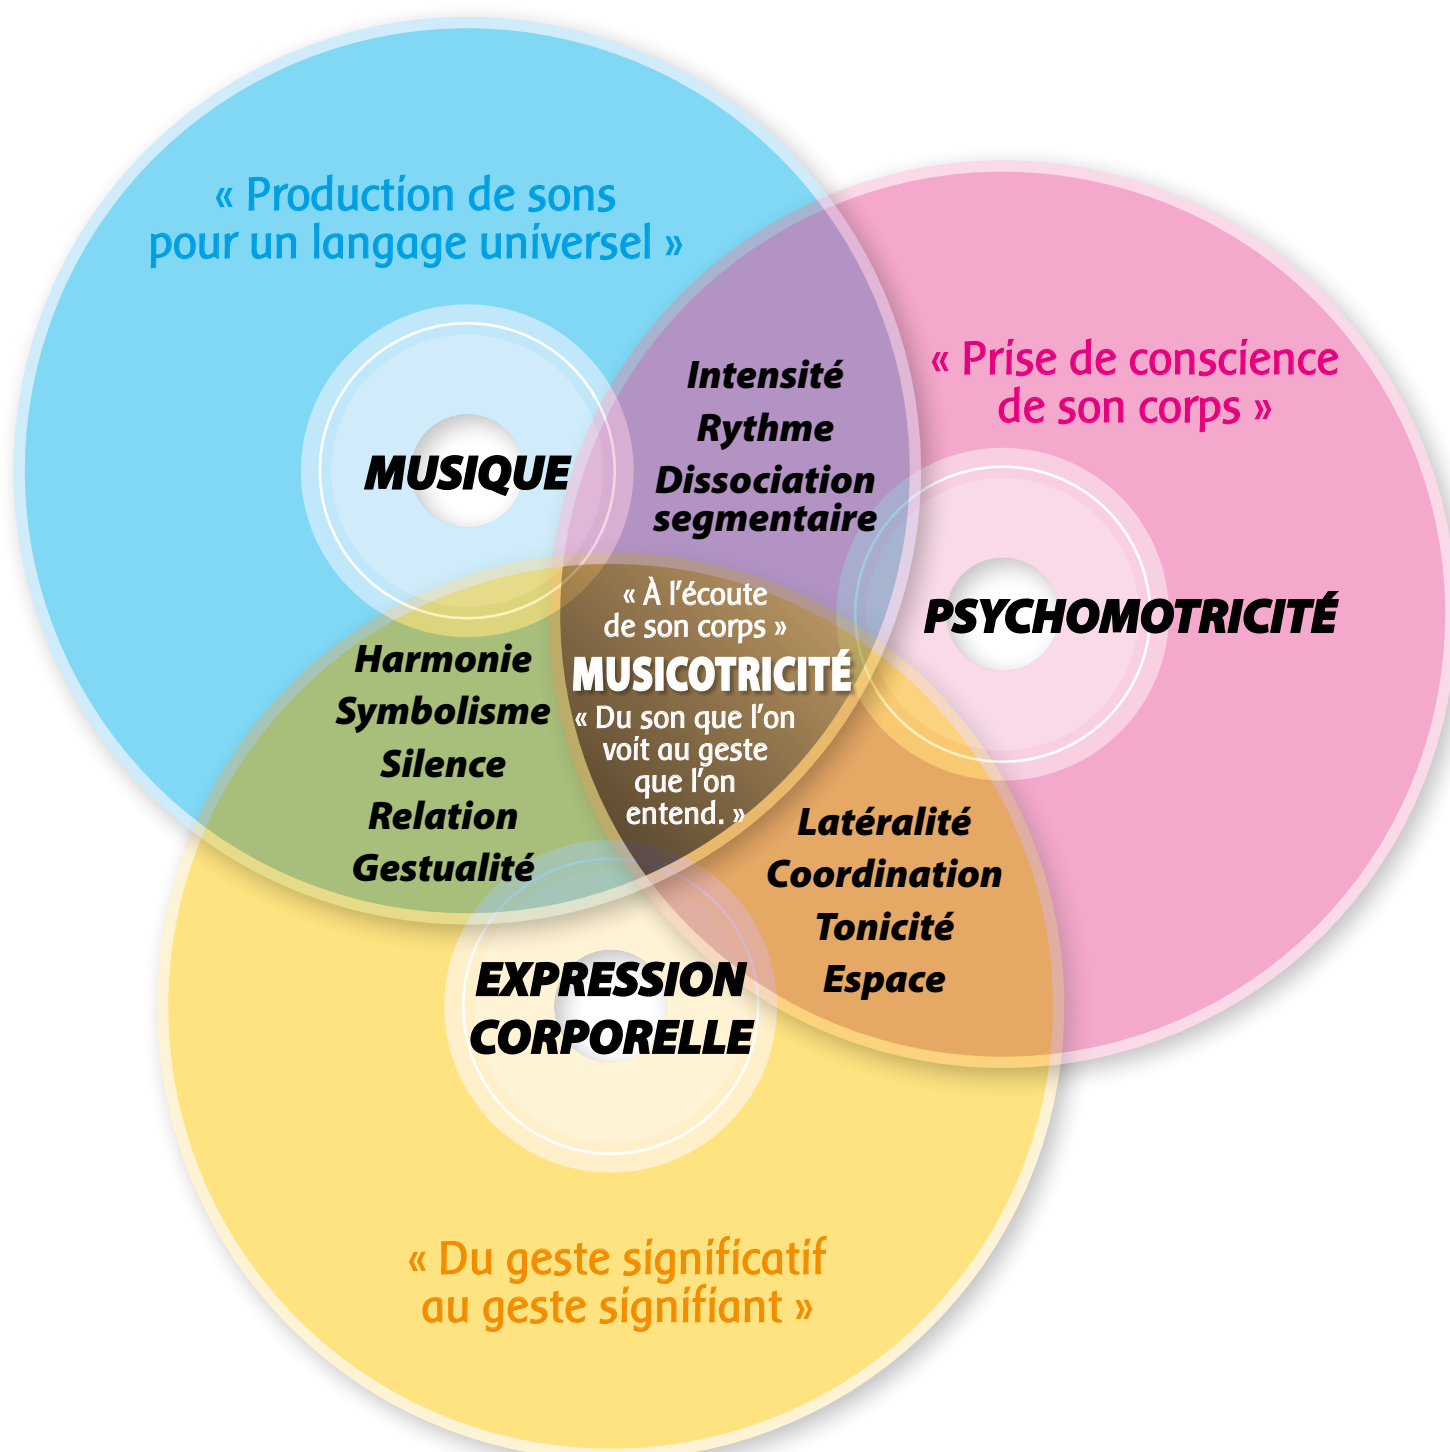 « Production de sons
pour un langage universel »
MUSIQUE
« Prise de conscience
de son corps »
PSYCHOMOTRICITÉ
Intensité
Rythme
Dissociation
segmentaire
« À l'écoute
de son corps »
MUSICOTRICITÉ
« Du son que l'on
voit au geste
que l'on
entend. »
Harmonie
Symbolisme
Silence
Relation
Gestualité
Latéralité
Coordination
Tonicité
Espace
EXPRESSION
CORPORELLE
« Du geste significatif
au geste signifiant »